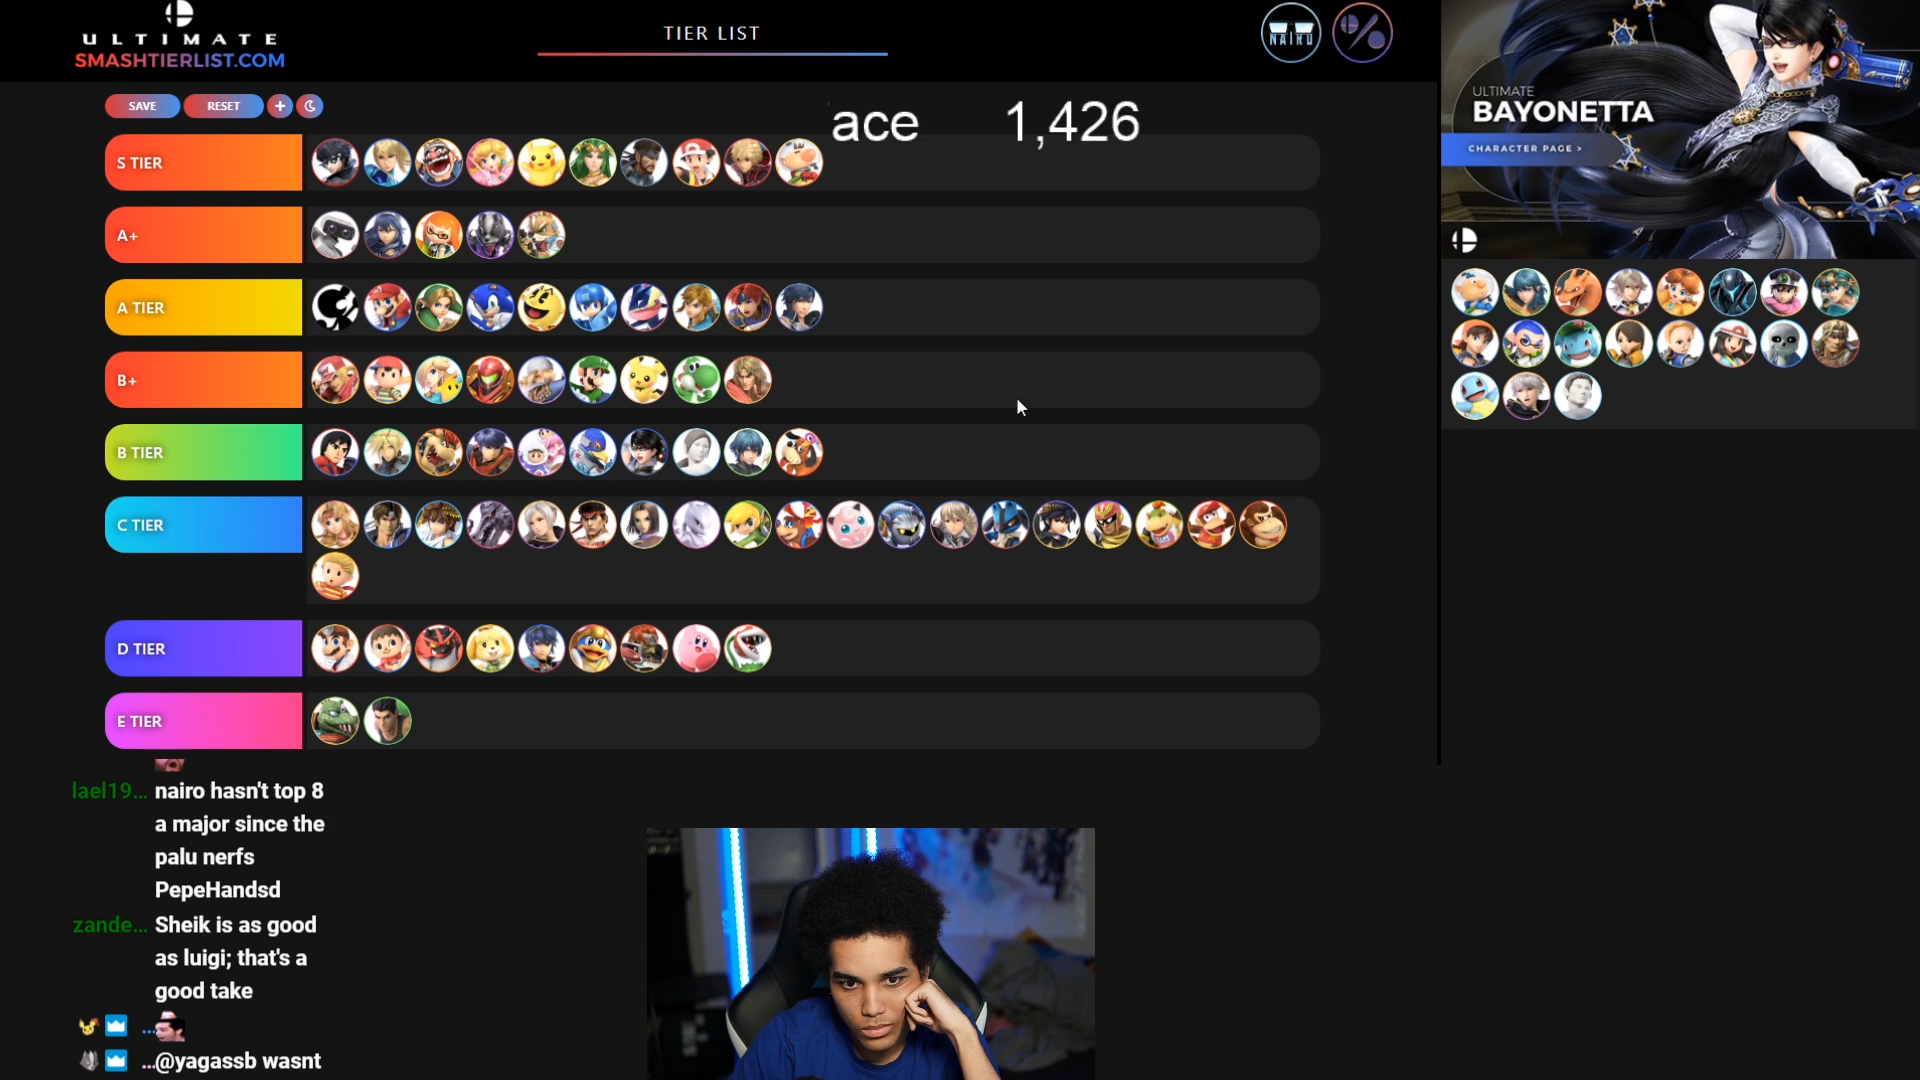 ULTIMATE
SMASHTIERLIST.COM
TIER LIST
NAIRO
ULTIMATE
BAYONETTA
CHARACTER PAGE >
SAVE
RESET
+
ace 1,426
S TIER
A+
A TIER
B+
B TIER
C TIER
D TIER
E TIER
lael19... nairo hasn't top 8
a major since the
palu nerfs
PepeHandsd
zande... Sheik is as good
as luigi; that's a
good take
...
...@yagassb wasnt